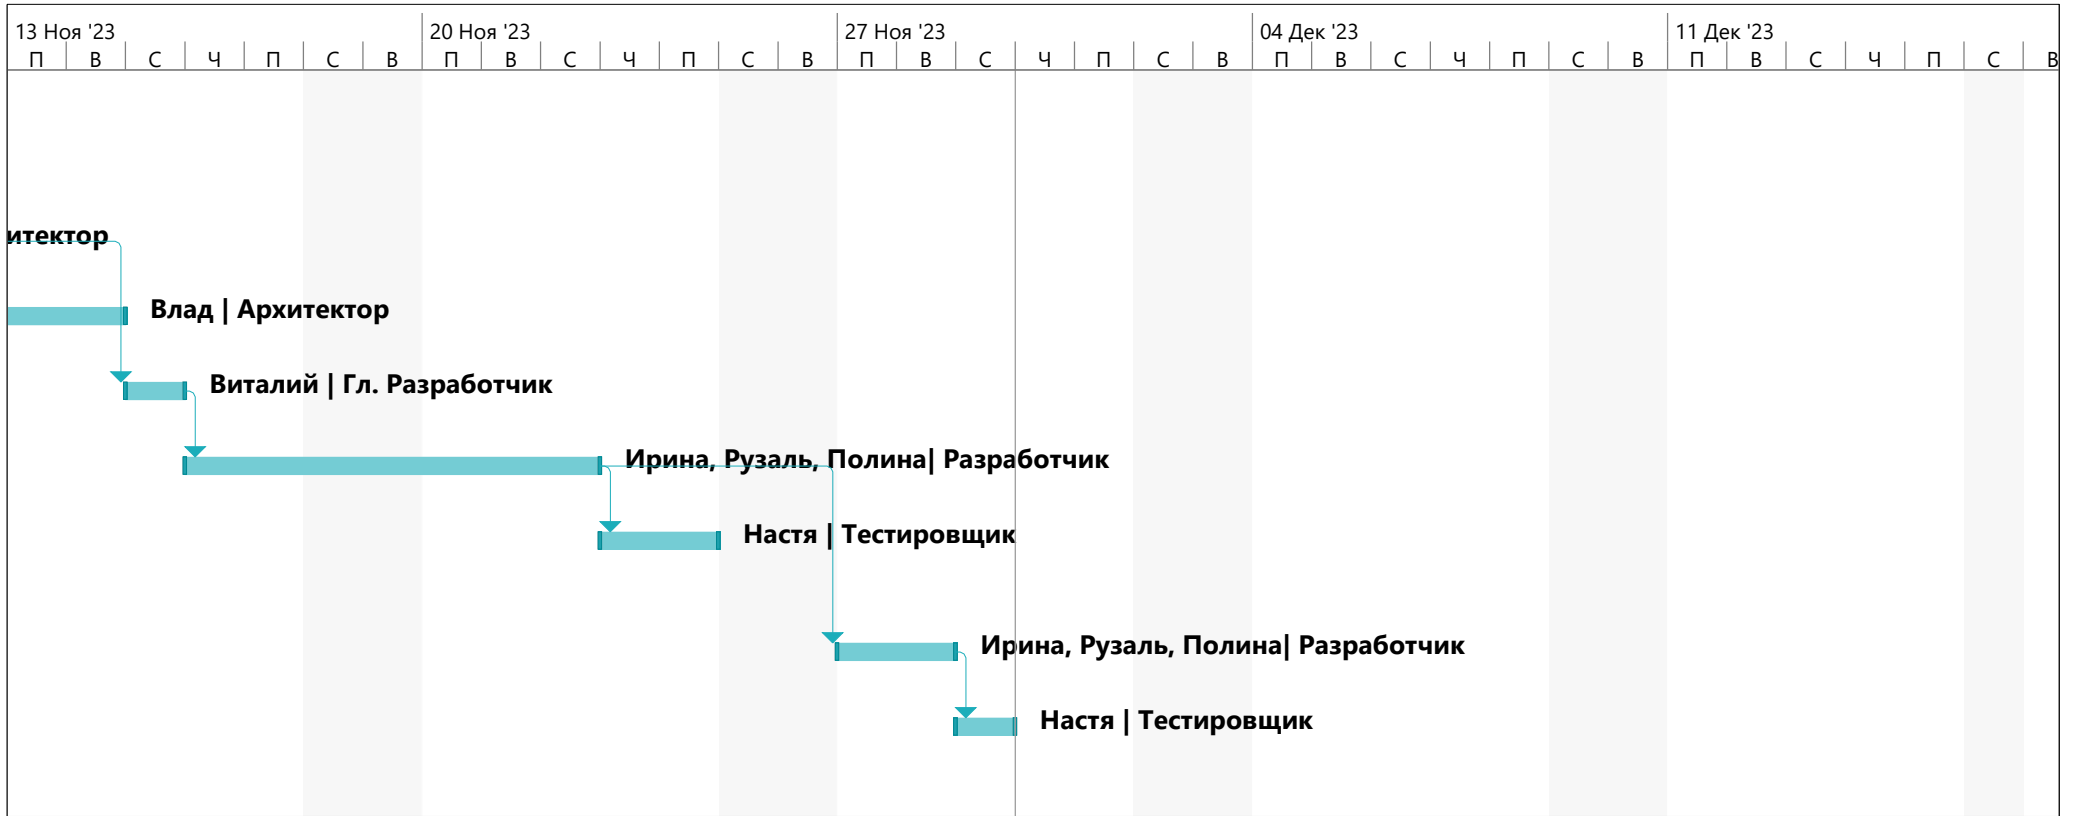 13 Ноя '23 20 Ноя '23 27 Ноя '23 04 Дек '23 11 Дек '23
П В С Ч П С В П В С Ч П С В П В С Ч П С В П В С Ч П С В П В С Ч П С В
итектор
Влад | Архитектор
Виталий | Гл. Разработчик
Ирина, Рузаль, Полина| Разработчик
Настя | Тестировщик
Ирина, Рузаль, Полина| Разработчик
Настя | Тестировщик